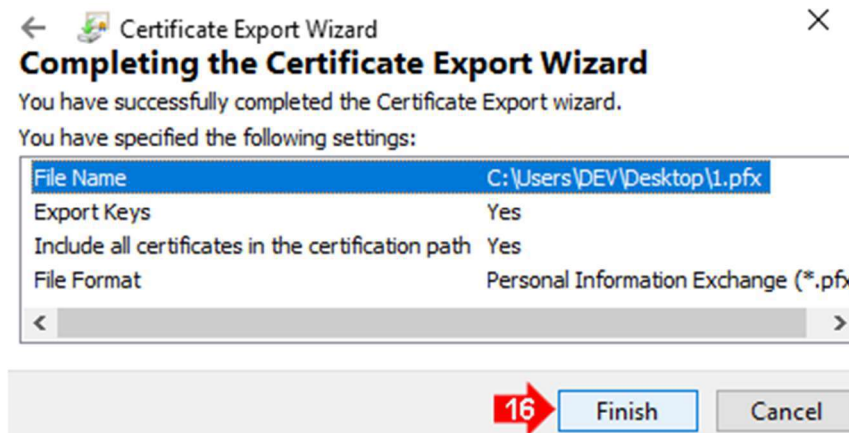 Certificate Export Wizard
Completing the Certificate Export Wizard
You have successfully completed the Certificate Export wizard.
You have specified the following settings:
File Name C:\Users\DEV\Desktop\1.pfx
Export Keys Yes
Include all certificates in the certification path Yes
File Format Personal Information Exchange (*.pfx
16 Finish Cancel